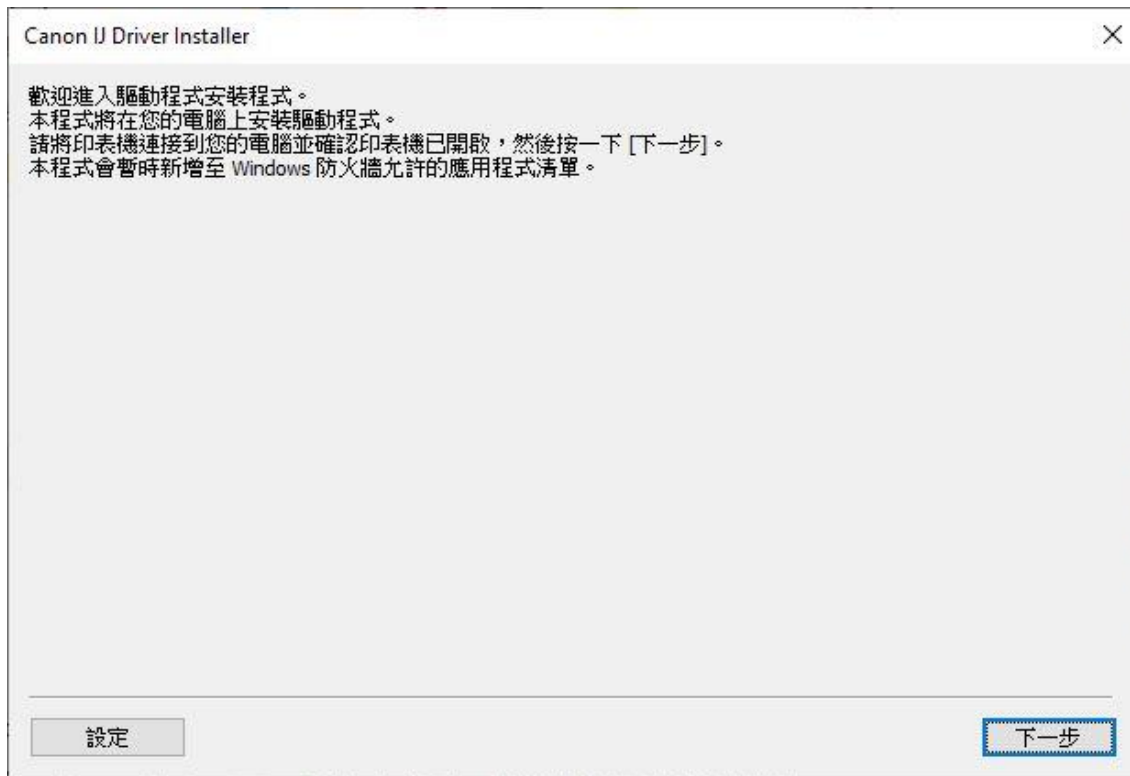 Canon IJ Driver Installer
歡迎進入驅動程式安裝程式。
本程式將在您的電腦上安裝驅動程式。
請將印表機連接到您的電腦並確認印表機已開啟，然後按一下 [下一步]。
本程式會暫時新增至 Windows 防火牆允許的應用程式清單。
設定
下一步